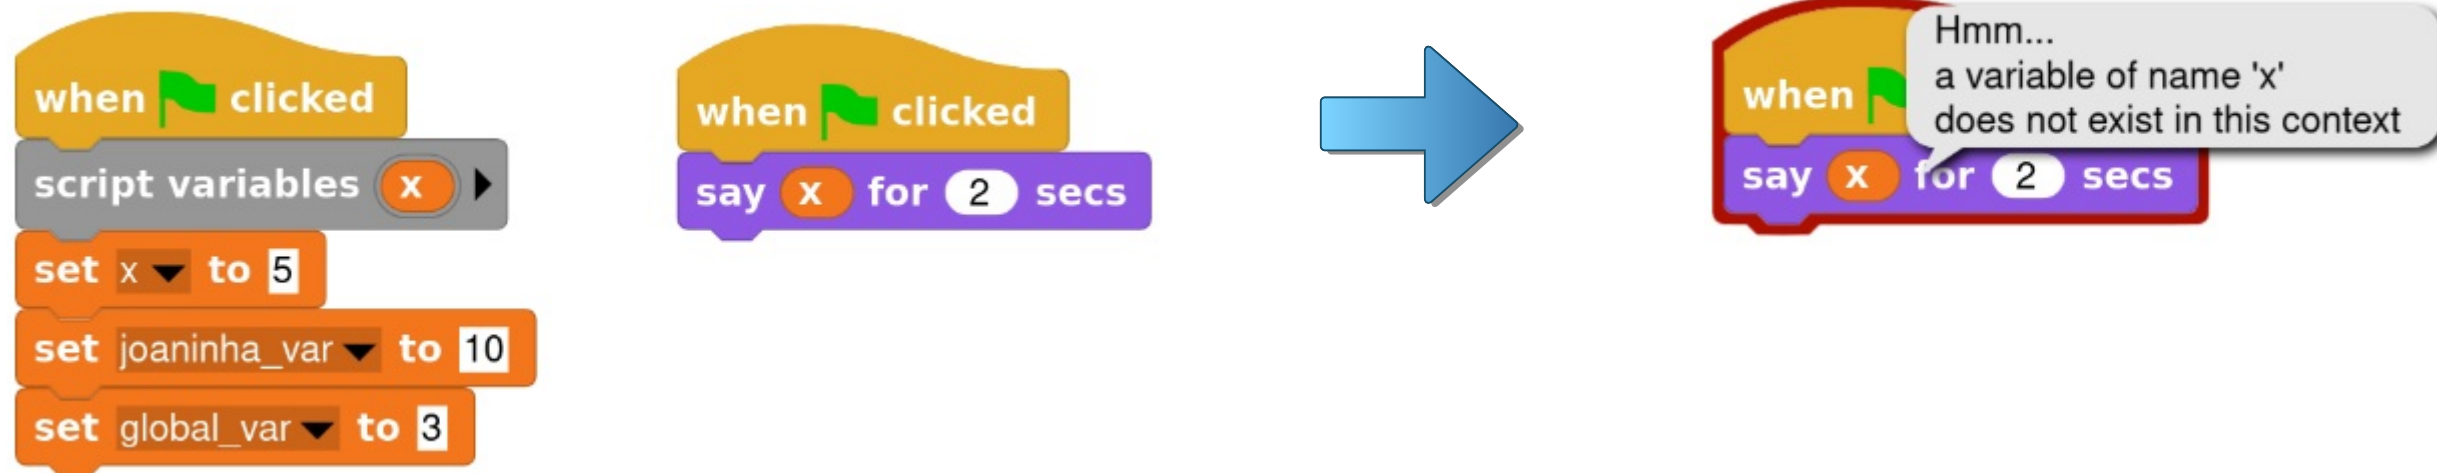 when clicked
script variables x
set x to 5
set joaninha_var to 10
set global_var to 3
when clicked
say x for 2 secs
when
Hmm...
a variable of name 'x'
does not exist in this context
say x for 2 secs